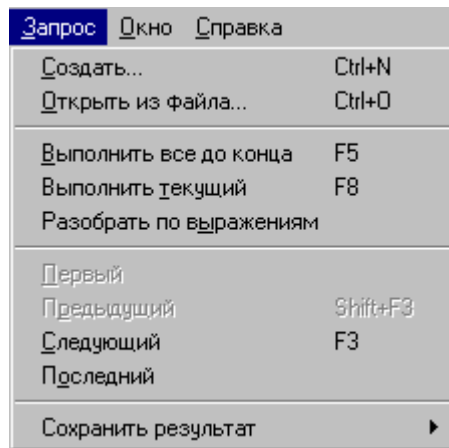 Запрос Окно Справка
Создать... Ctrl+N
Открыть из файла... Ctrl+O
Выполнить все до конца F5
Выполнить текущий F8
Разобрать по выражениям
Первый
Предыдущий Shift+F3
Следующий F3
Последний
Сохранить результат